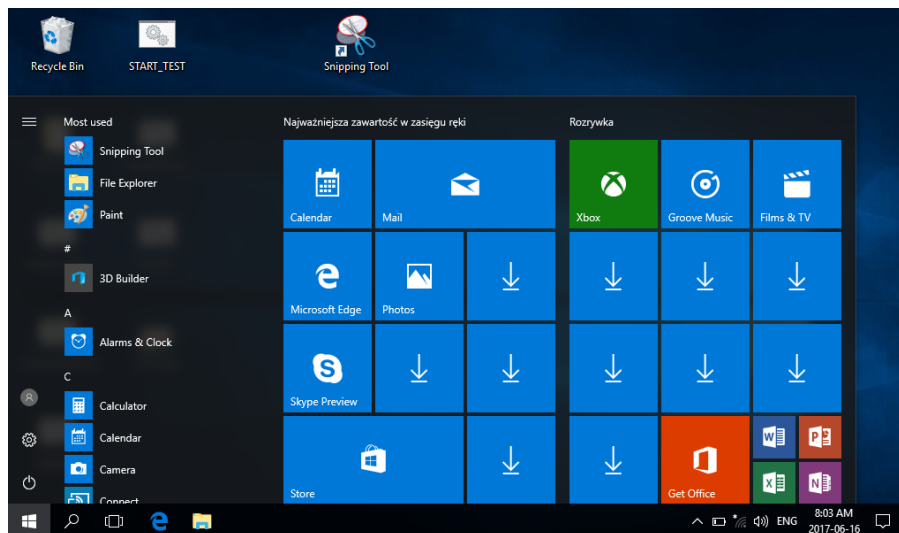 Recycle Bin
START_TEST
Snipping Tool
Most used
Snipping Tool
File Explorer
Paint
#
3D Builder
A
Alarms & Clock
C
Calculator
Calendar
Camera
Connect
Najważniejsza zawartość w zasięgu ręki
Calendar
Mail
Microsoft Edge
Photos
Skype Preview
Store
Rozrywka
Xbox
Groove Music
Films & TV
Get Office
ENG
8:03 AM
2017-06-16